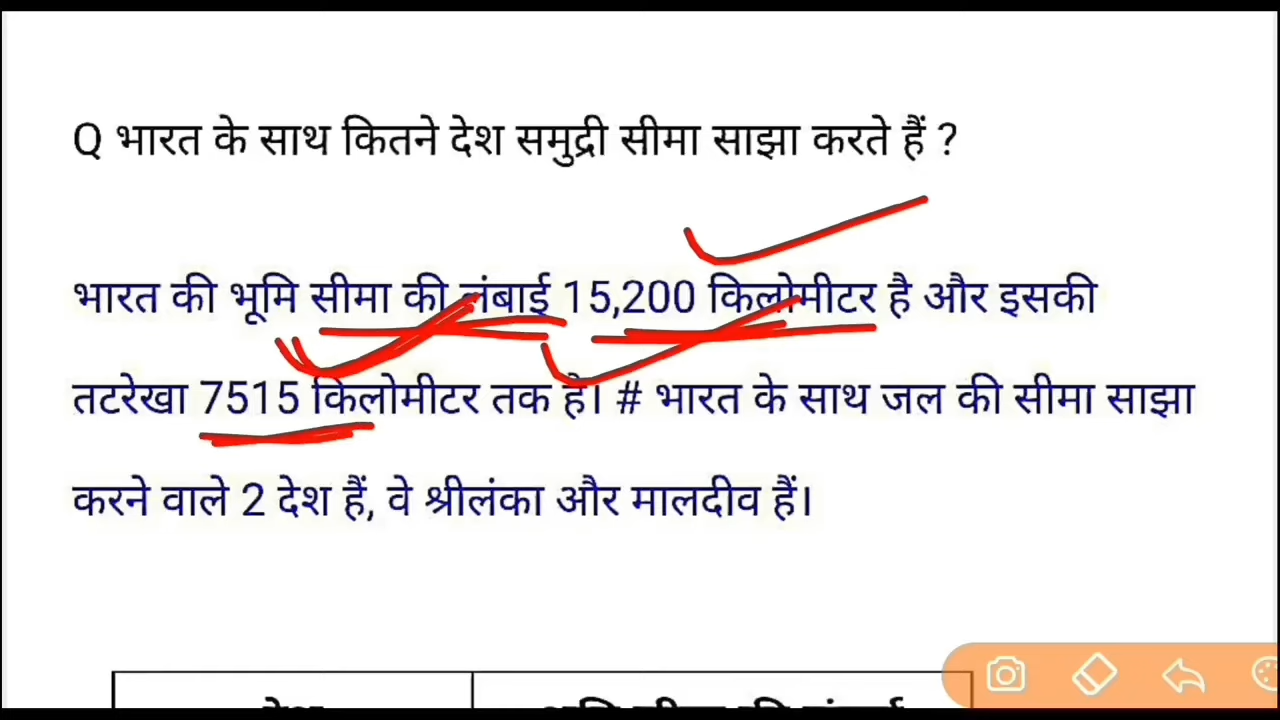 Q भारत के साथ कितने देश समुद्री सीमा साझा करते हैं ?
भारत की भूमि सीमा की लंबाई 15,200 किलोमीटर है और इसकी
तटरेखा 7515 किलोमीटर तक है। # भारत के साथ जल की सीमा साझा
करने वाले 2 देश हैं, वे श्रीलंका और मालदीव हैं।